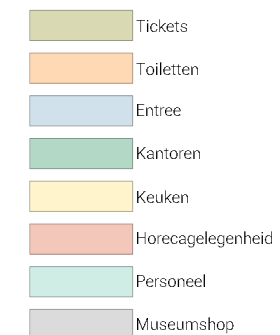 Tickets
Toiletten
Entree
Kantoren
Keuken
Horecagelegenheid
Personeel
Museumshop